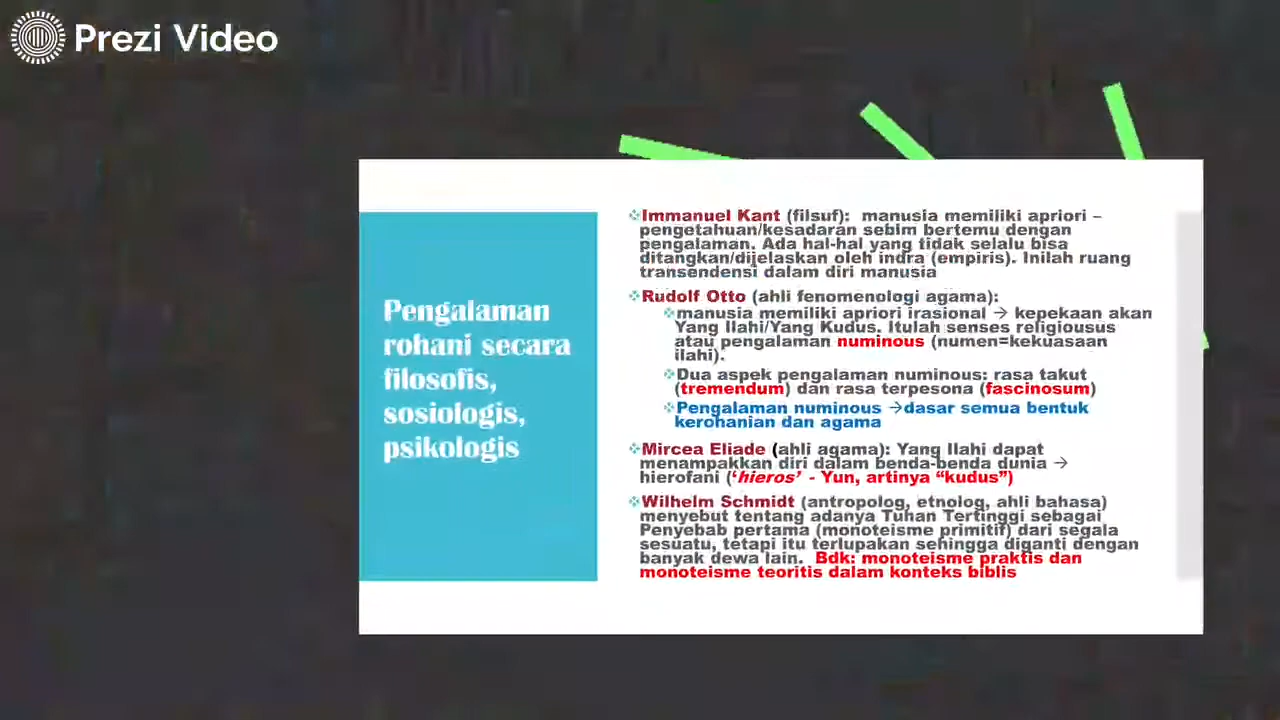 Prezi Video
Pengalaman
rohani secara
filosofis,
sosiologis,
psikologis
Immanuel Kant (filsuf): manusia memiliki apriori –
pengetahuan/kesadaran sebim bertemu dengan
pengalaman. Ada hal-hal yang tidak selalu bisa
ditangkan/dijelaskan oleh indra (empiris). Inilah ruang
transendensi dalam diri manusia
Rudolf Otto (ahli fenomenologi agama):
manusia memiliki apriori irasional → kepekaan akan
Yang Ilahi/Yang Kudus. Itulah senses religiousus
atau pengalaman numinous (numen=kekuasaan
ilahi).
Dua aspek pengalaman numinous: rasa takut
(tremendum) dan rasa terpesona (fascinosum)
Pengalaman numinous →dasar semua bentuk
kerohanian dan agama
Mircea Eliade (ahli agama): Yang Ilahi dapat
menampakkan diri dalam benda-benda dunia →
hierofani (‘hieros’ - Yun, artinya “kudus”)
Wilhelm Schmidt (antropolog, etnolog, ahli bahasa)
menyebut tentang adanya Tuhan Tertinggi sebagai
Penyebab pertama (monoteisme primitif) dari segala
sesuatu, tetapi itu terlupakan sehingga diganti dengan
banyak dewa lain. Bdk: monoteisme praktis dan
monoteisme teoritis dalam konteks biblis